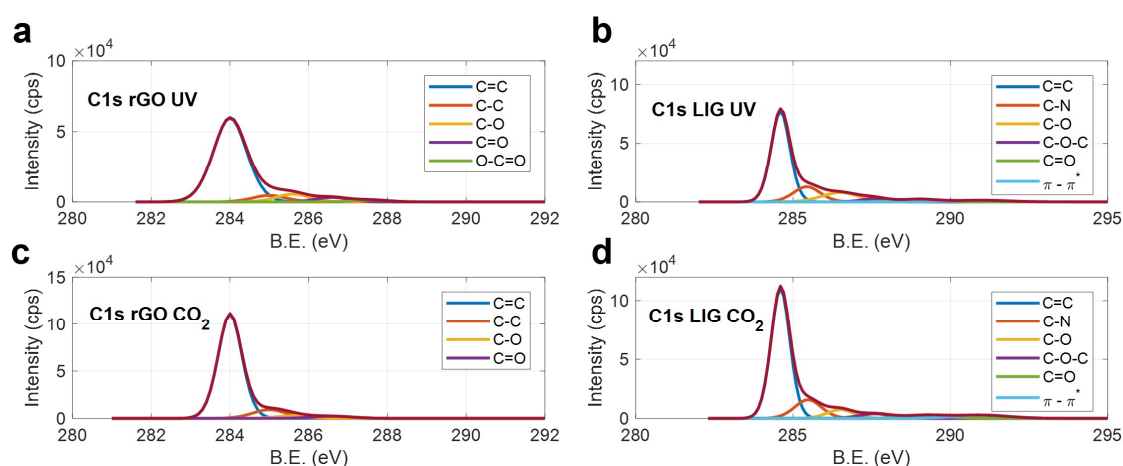 a
×10⁴
10
5
0
Intensity (cps)
C1s rGO UV
C=C
C-C
C-O
C=O
O-C=O
280 282 284 286 288 290 292
B.E. (eV)
b
×10⁴
10
5
0
Intensity (cps)
C1s LIG UV
C=C
C-N
C-O
C-O-C
C=O
π - π*
280 285 290 295
B.E. (eV)
c
×10⁴
15
10
5
0
Intensity (cps)
C1s rGO CO₂
C=C
C-C
C-O
C=O
280 282 284 286 288 290 292
B.E. (eV)
d
×10⁴
10
5
0
Intensity (cps)
C1s LIG CO₂
C=C
C-N
C-O
C-O-C
C=O
π - π*
280 285 290 295
B.E. (eV)